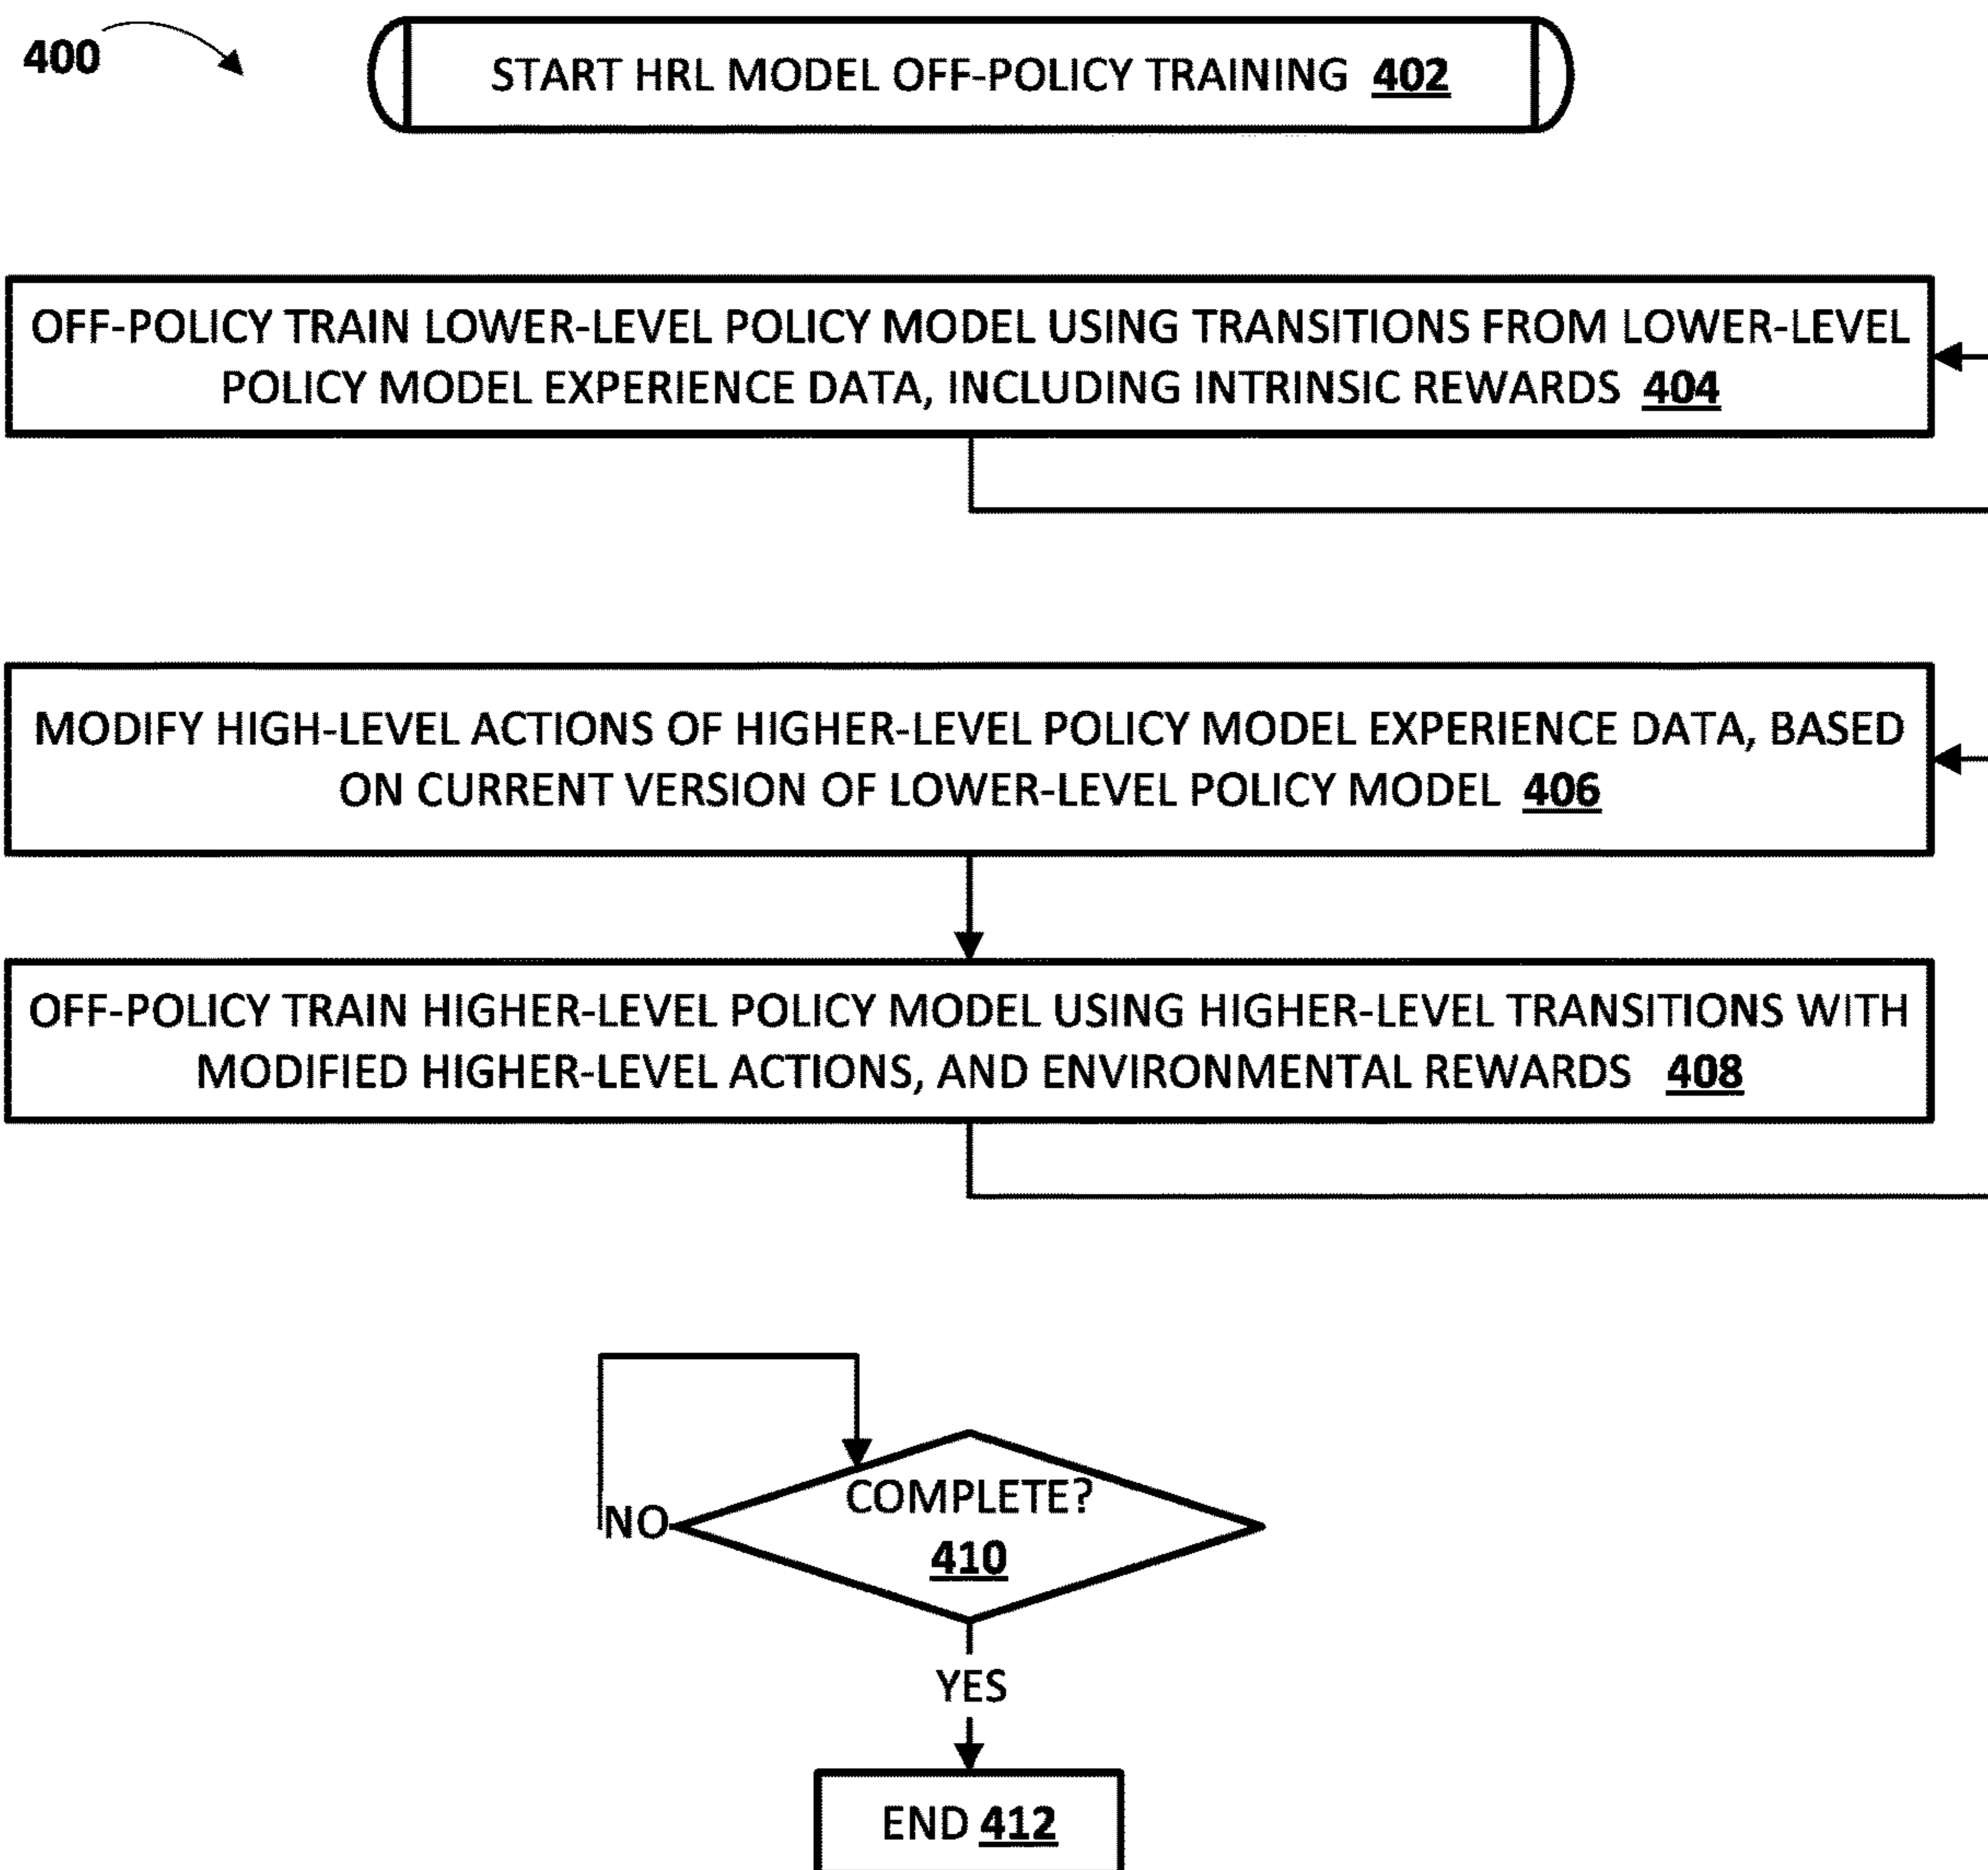 400
START HRL MODEL OFF-POLICY TRAINING 402
OFF-POLICY TRAIN LOWER-LEVEL POLICY MODEL USING TRANSITIONS FROM LOWER-LEVEL
POLICY MODEL EXPERIENCE DATA, INCLUDING INTRINSIC REWARDS 404
MODIFY HIGH-LEVEL ACTIONS OF HIGHER-LEVEL POLICY MODEL EXPERIENCE DATA, BASED
ON CURRENT VERSION OF LOWER-LEVEL POLICY MODEL 406
OFF-POLICY TRAIN HIGHER-LEVEL POLICY MODEL USING HIGHER-LEVEL TRANSITIONS WITH
MODIFIED HIGHER-LEVEL ACTIONS, AND ENVIRONMENTAL REWARDS 408
COMPLETE?
NO
410
YES
END 412